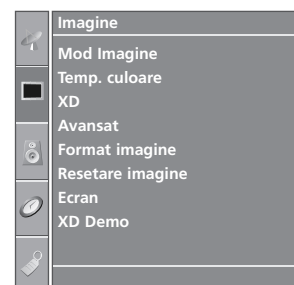 Imagine
Mod Imagine
Temp. culoare
XD
Avansat
Format imagine
Resetare imagine
Ecran
XD Demo